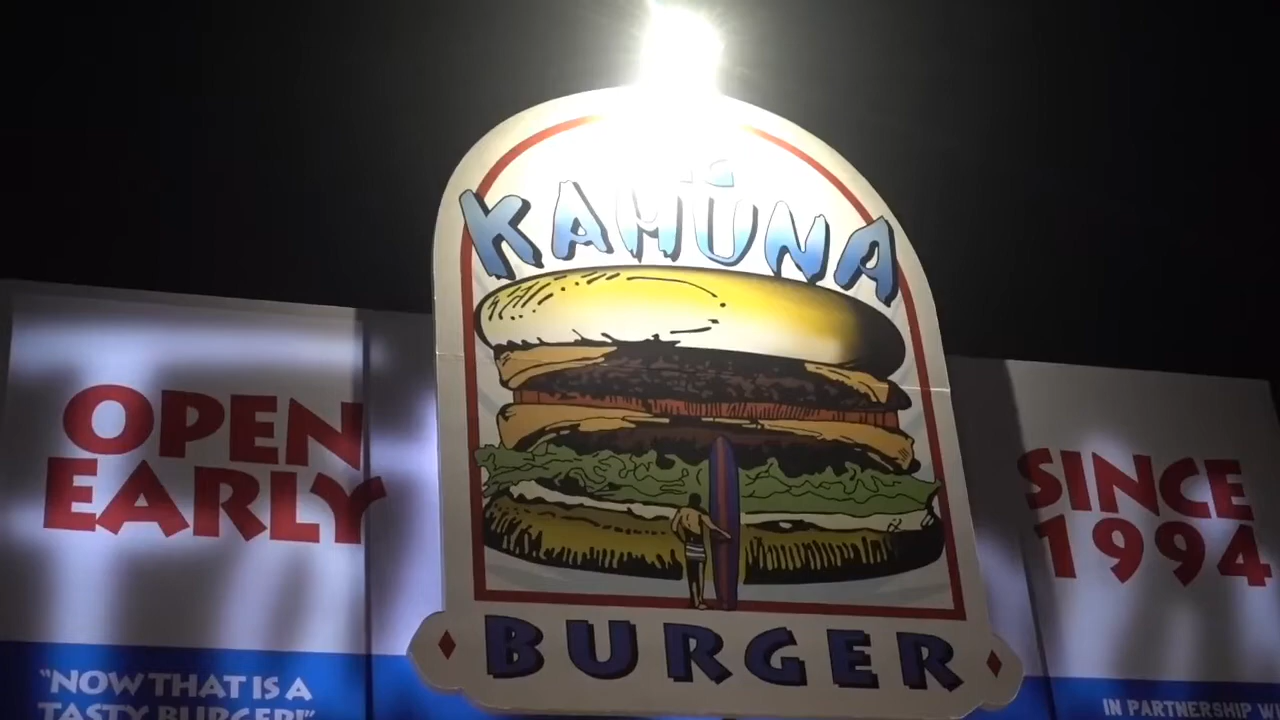 KAHUNA
BURGER
OPEN
EARLY
"NOW THAT IS A
TASTY BURGER!"
SINCE
1994
IN PARTNERSHIP